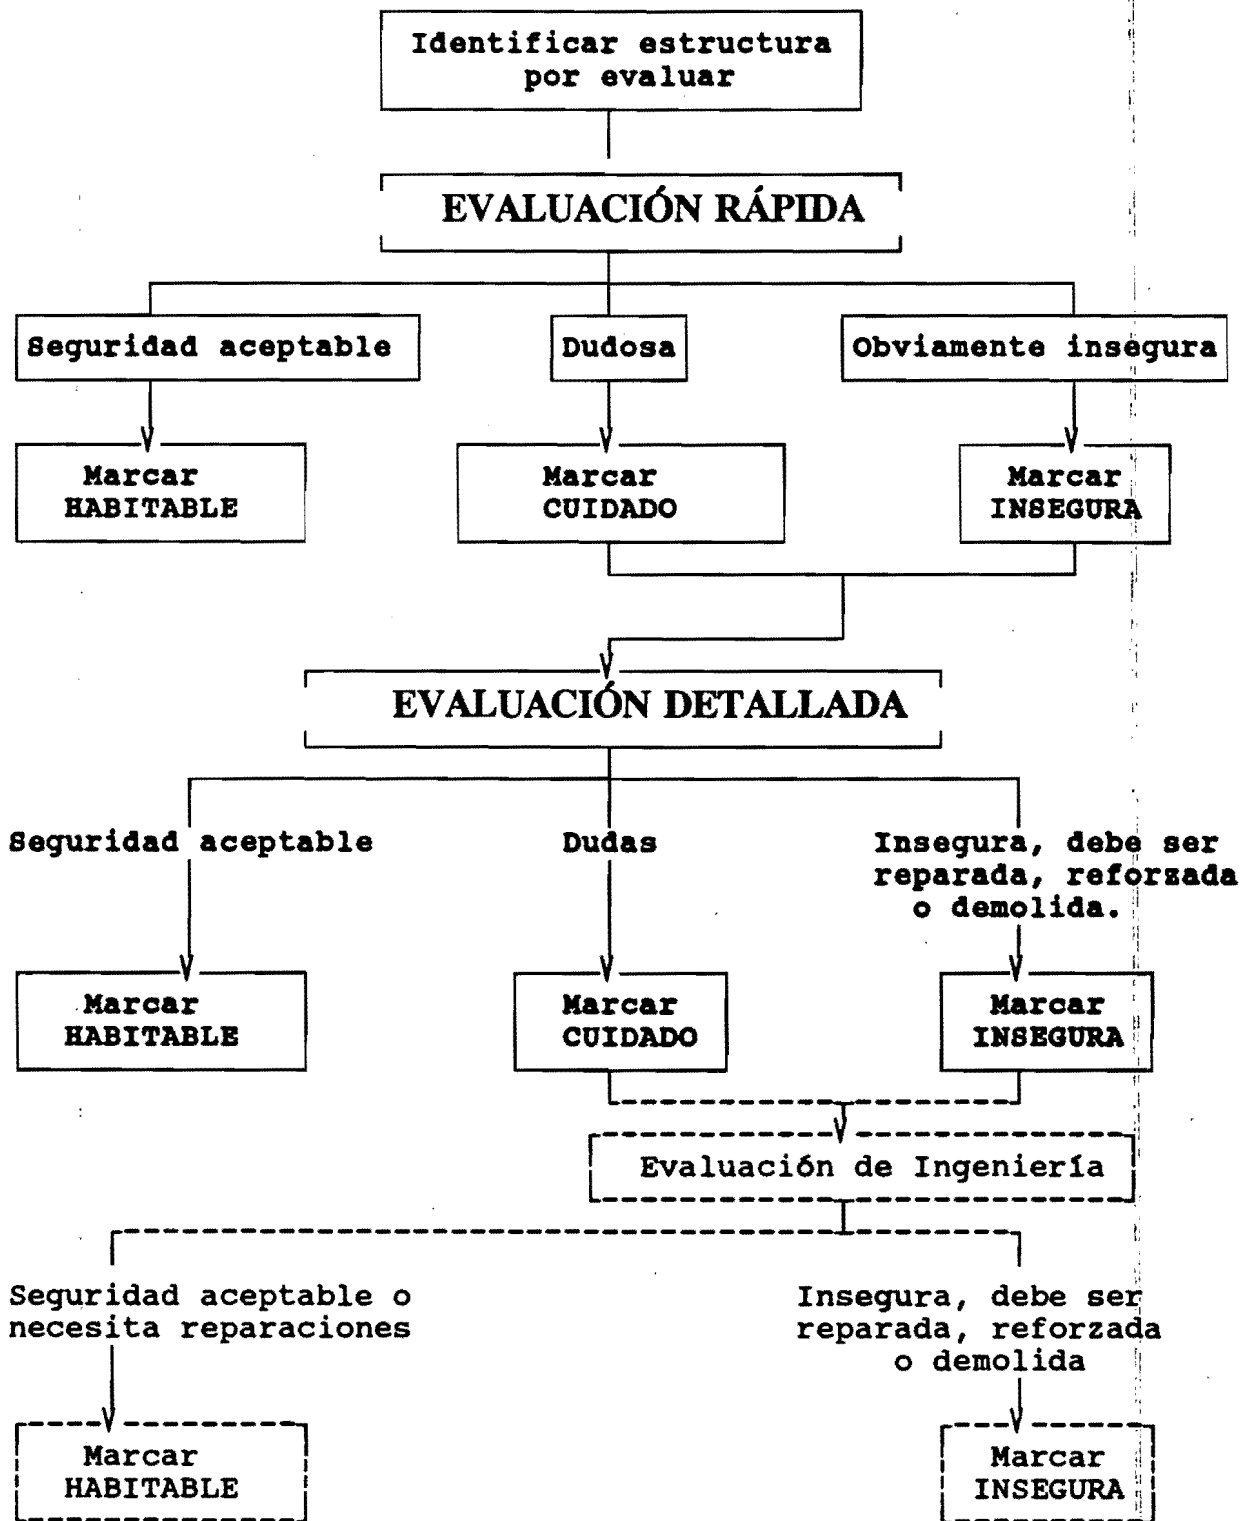 Identificar estructura
por evaluar
EVALUACIÓN RÁPIDA
Seguridad aceptable
Dudosa
Obviamente insegura
Marcar
HABITABLE
Marcar
CUIDADO
Marcar
INSEGURA
EVALUACIÓN DETALLADA
Seguridad aceptable
Dudas
Insegura, debe ser
reparada, reforzada
o demolida.
Marcar
HABITABLE
Marcar
CUIDADO
Marcar
INSEGURA
Evaluación de Ingeniería
Seguridad aceptable o
necesita reparaciones
Insegura, debe ser
reparada, reforzada
o demolida
Marcar
HABITABLE
Marcar
INSEGURA